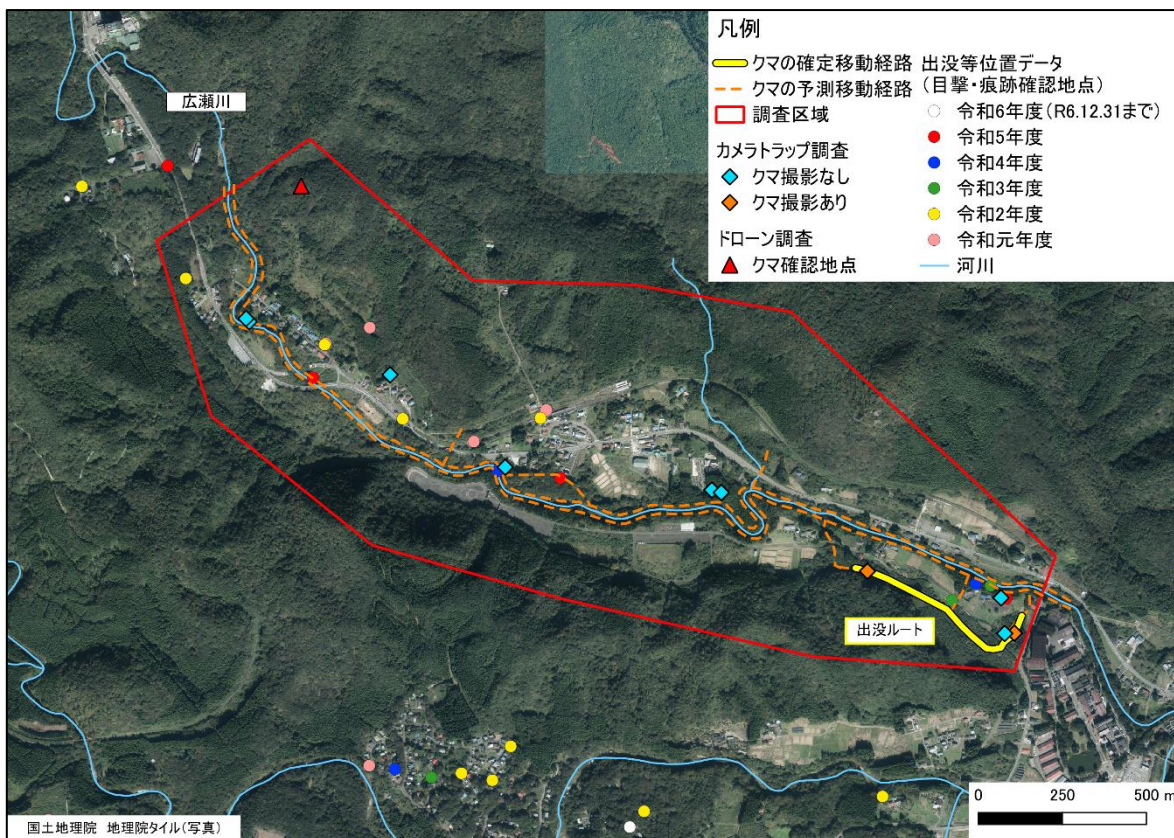 凡例
クマの確定移動経路
クマの予測移動経路
調査区域
カメラトラップ調査
クマ撮影なし
クマ撮影あり
ドローン調査
クマ確認地点
出没等位置データ
(目撃・痕跡確認地点)
令和6年度(R6.12.31まで)
令和5年度
令和4年度
令和3年度
令和2年度
令和元年度
河川
広瀬川
出没ルート
0 250 500 m
国土地理院 地理院タイル(写真)